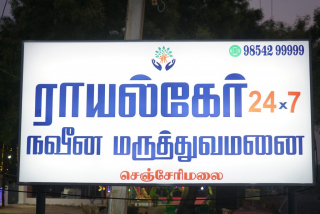 98542 99999
ராயல்கேர் 24x7
நவீன மருத்துவமனை
செஞ்சேரிமலை